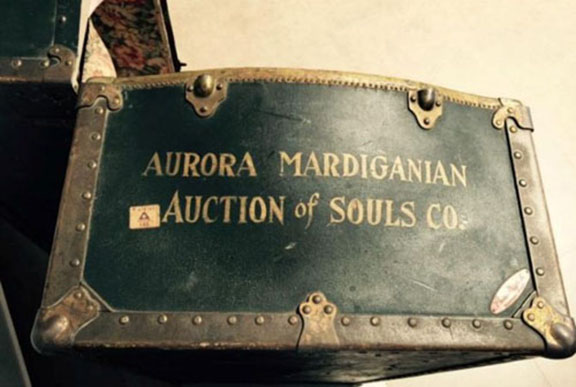 AURORA MARDIGANIAN
AUCTION of SOULS CO.